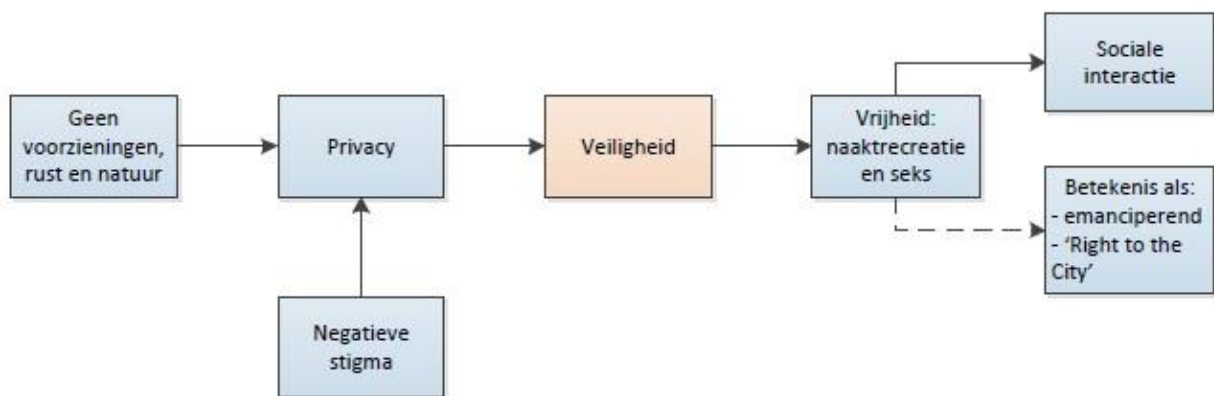 Geen
voorzieningen,
rust en natuur
Privacy
Negatieve
stigma
Veiligheid
Vrijheid:
naaktrecreatie
en seks
Sociale
interactie
Betekenis als:
- emanciperend
- ‘Right to the
City’